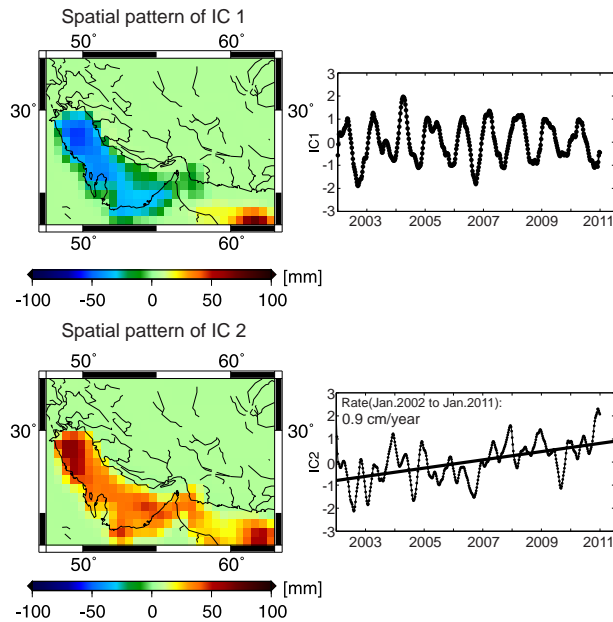 Spatial pattern of IC 1
50° 60°
30°
50° 60°
[mm]
-100 -50 0 50 100
IC1
3
2
1
0
-1
-2
-3
2003 2005 2007 2009 2011
Spatial pattern of IC 2
50° 60°
30°
50° 60°
[mm]
-100 -50 0 50 100
IC2
3
2
1
0
-1
-2
-3
Rate(Jan.2002 to Jan.2011):
0.9 cm/year
2003 2005 2007 2009 2011